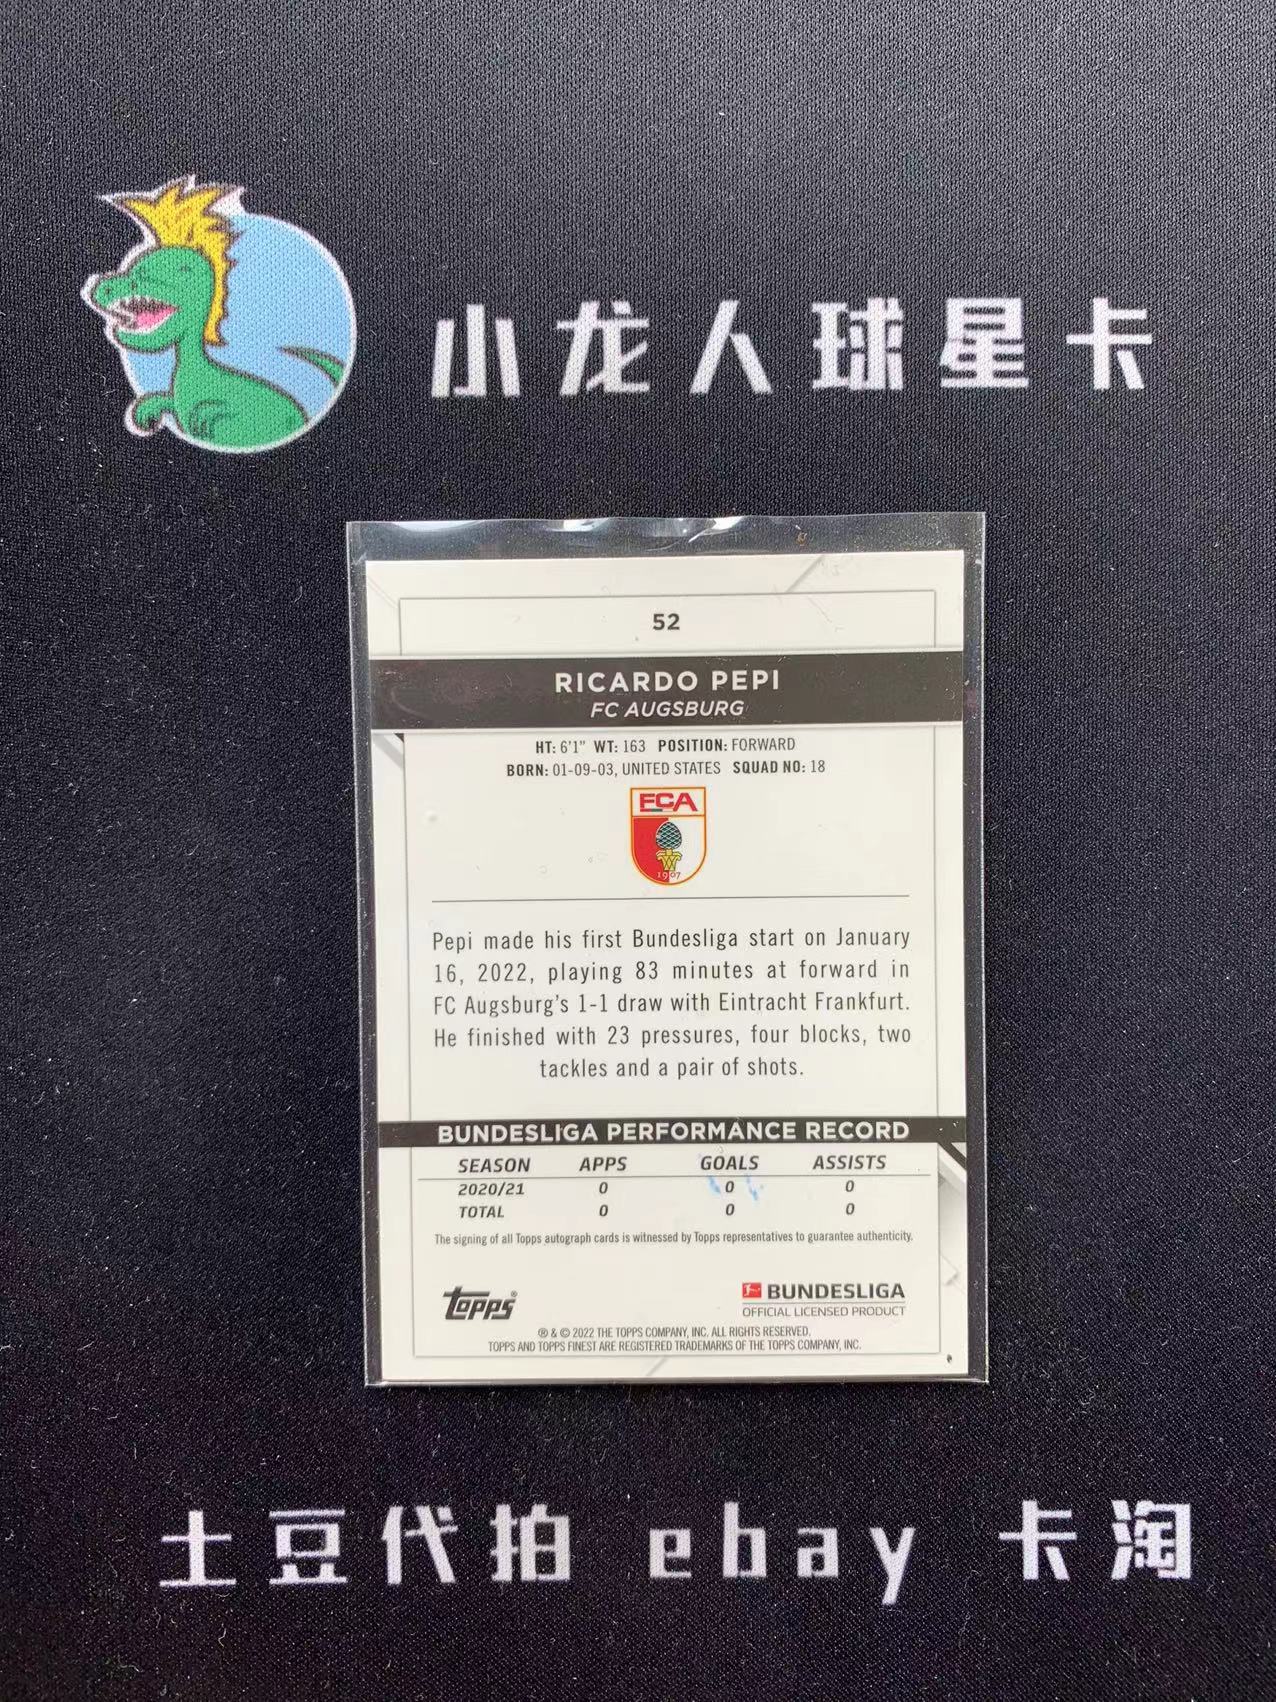 小龙人球星卡
52
RICARDO PEPI
FC AUGSBURG
HT: 6'1" WT: 163 POSITION: FORWARD
BORN: 01-09-03, UNITED STATES SQUAD NO: 18
FCA
1907
Pepi made his first Bundesliga start on January
16, 2022, playing 83 minutes at forward in
FC Augsburg's 1-1 draw with Eintracht Frankfurt.
He finished with 23 pressures, four blocks, two
tackles and a pair of shots.
BUNDESLIGA PERFORMANCE RECORD
SEASON APPS GOALS ASSISTS
2020/21 0 0 0
TOTAL 0 0 0
The signing of all Topps autograph cards is witnessed by Topps representatives to guarantee authenticity.
Topps®
BUNDESLIGA
OFFICIAL LICENSED PRODUCT
® & © 2022 THE TOPPS COMPANY, INC. ALL RIGHTS RESERVED.
TOPPS AND TOPPS FINEST ARE REGISTERED TRADEMARKS OF THE TOPPS COMPANY, INC.
土豆代拍 ebay 卡淘